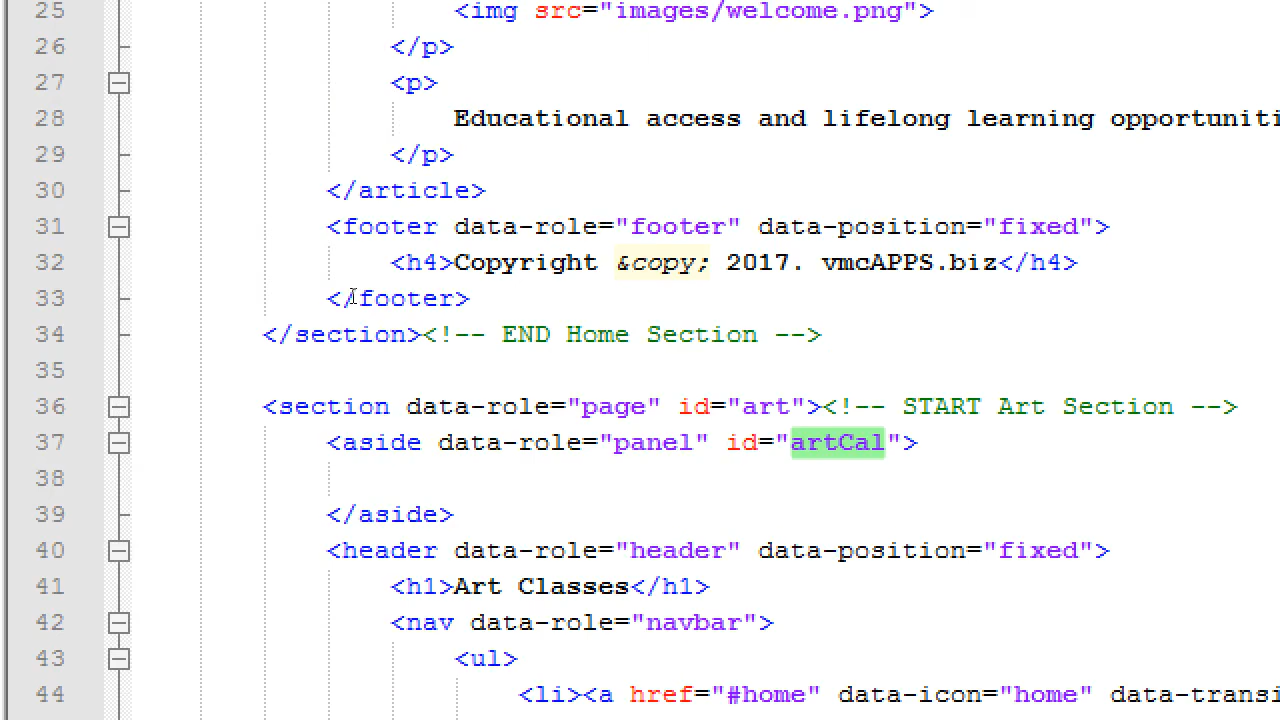 25 <img src="images/welcome.png">
26 </p>
27 <p>
28 Educational access and lifelong learning opportuniti
29 </p>
30 </article>
31 <footer data-role="footer" data-position="fixed">
32 <h4>Copyright &copy; 2017. vmcAPPS.biz</h4>
33 </footer>
34 </section><!-- END Home Section -->
35
36 <section data-role="page" id="art"><!-- START Art Section -->
37 <aside data-role="panel" id="artCal">
38
39 </aside>
40 <header data-role="header" data-position="fixed">
41 <h1>Art Classes</h1>
42 <nav data-role="navbar">
43 <ul>
44 <li><a href="#home" data-icon="home" data-transi